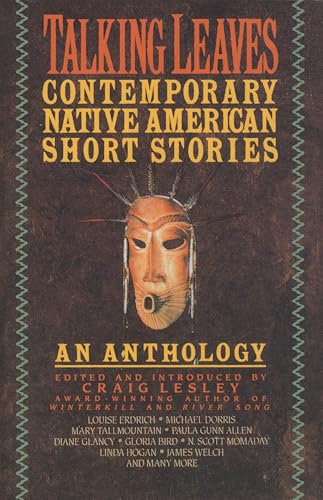 TALKING LEAVES
CONTEMPORARY
NATIVE AMERICAN
SHORT STORIES
AN ANTHOLOGY
EDITED AND INTRODUCED BY
CRAIG LESLEY
AWARD-WINNING AUTHOR OF
WINTERKILL AND RIVER SONG
LOUISE ERDRICH • MICHAEL DORRIS
MARY TALLMOUNTAIN • PAULA GUNN ALLEN
DIANE GLANCY • GLORIA BIRD • N. SCOTT MOMADAY
LINDA HOGAN • JAMES WELCH
AND MANY MORE